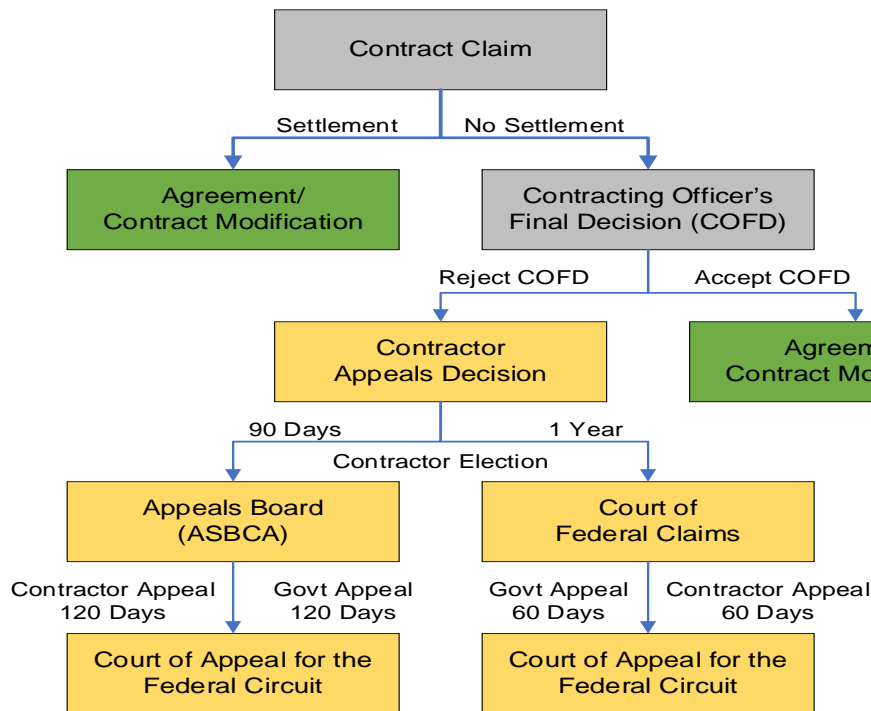 Contract Claim
Settlement
No Settlement
Agreement/
Contract Modification
Contracting Officer's
Final Decision (COFD)
Reject COFD
Accept COFD
Contractor
Appeals Decision
Agreem
Contract Mo
90 Days
1 Year
Contractor Election
Appeals Board
(ASBCA)
Court of
Federal Claims
Contractor Appeal
120 Days
Govt Appeal
120 Days
Govt Appeal
60 Days
Contractor Appeal
60 Days
Court of Appeal for the
Federal Circuit
Court of Appeal for the
Federal Circuit